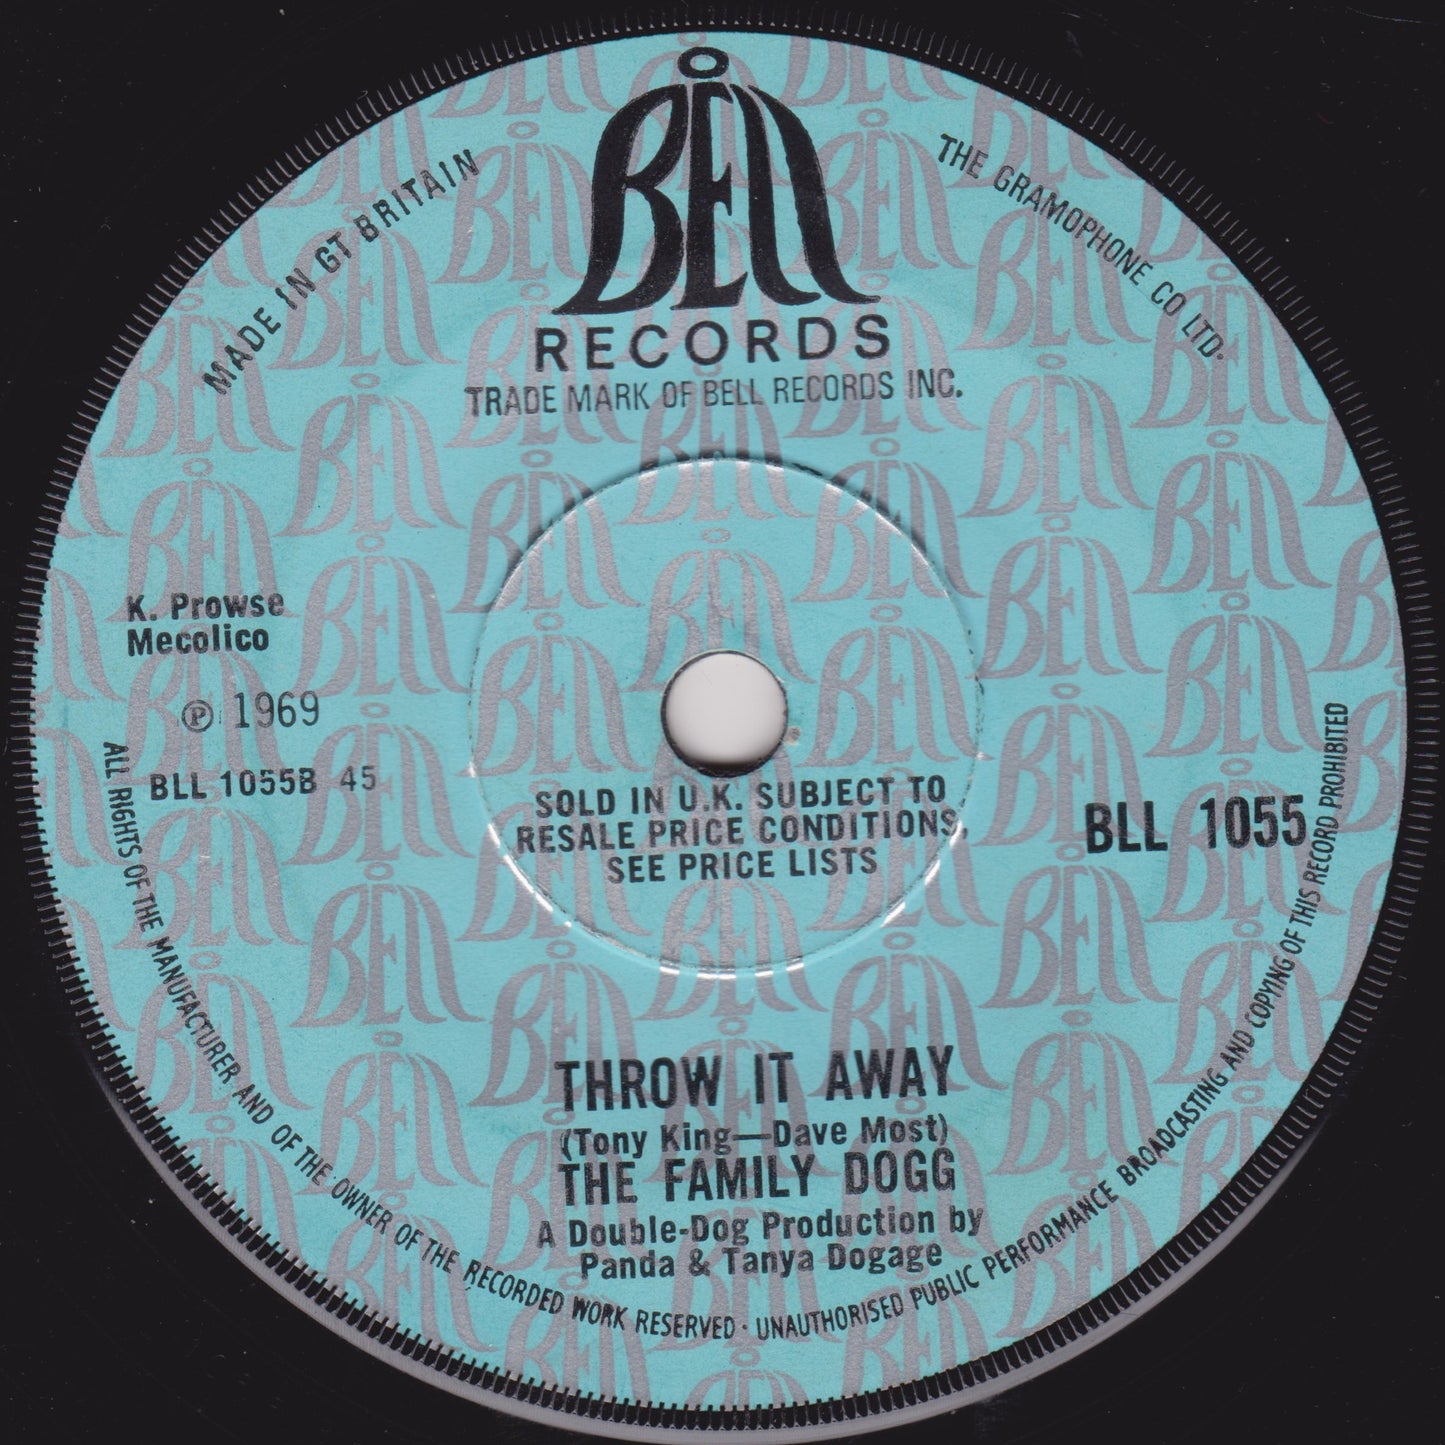 BELL
RECORDS
TRADE MARK OF BELL RECORDS INC.
MADE IN GT BRITAIN
THE GRAMOPHONE CO LTD.
K. Prowse
Mecolico
℗ 1969
BLL 1055B 45
SOLD IN U.K. SUBJECT TO
RESALE PRICE CONDITIONS,
SEE PRICE LISTS
BLL 1055
THROW IT AWAY
(Tony King—Dave Most)
THE FAMILY DOGG
A Double-Dog Production by
Panda & Tanya Dogage
ALL RIGHTS OF THE MANUFACTURER AND OF THE OWNER OF THE RECORDED WORK RESERVED · UNAUTHORISED PUBLIC PERFORMANCE BROADCASTING AND COPYING OF THIS RECORD PROHIBITED